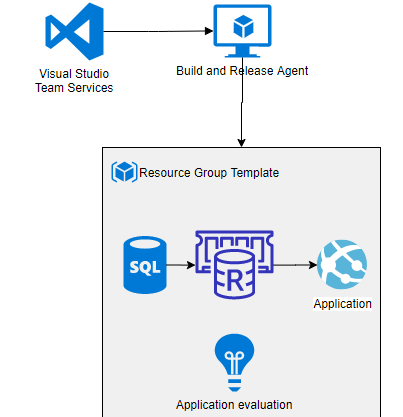 Visual Studio
Team Services
Build and Release Agent
Resource Group Template
SQL
R
Application
Application evaluation